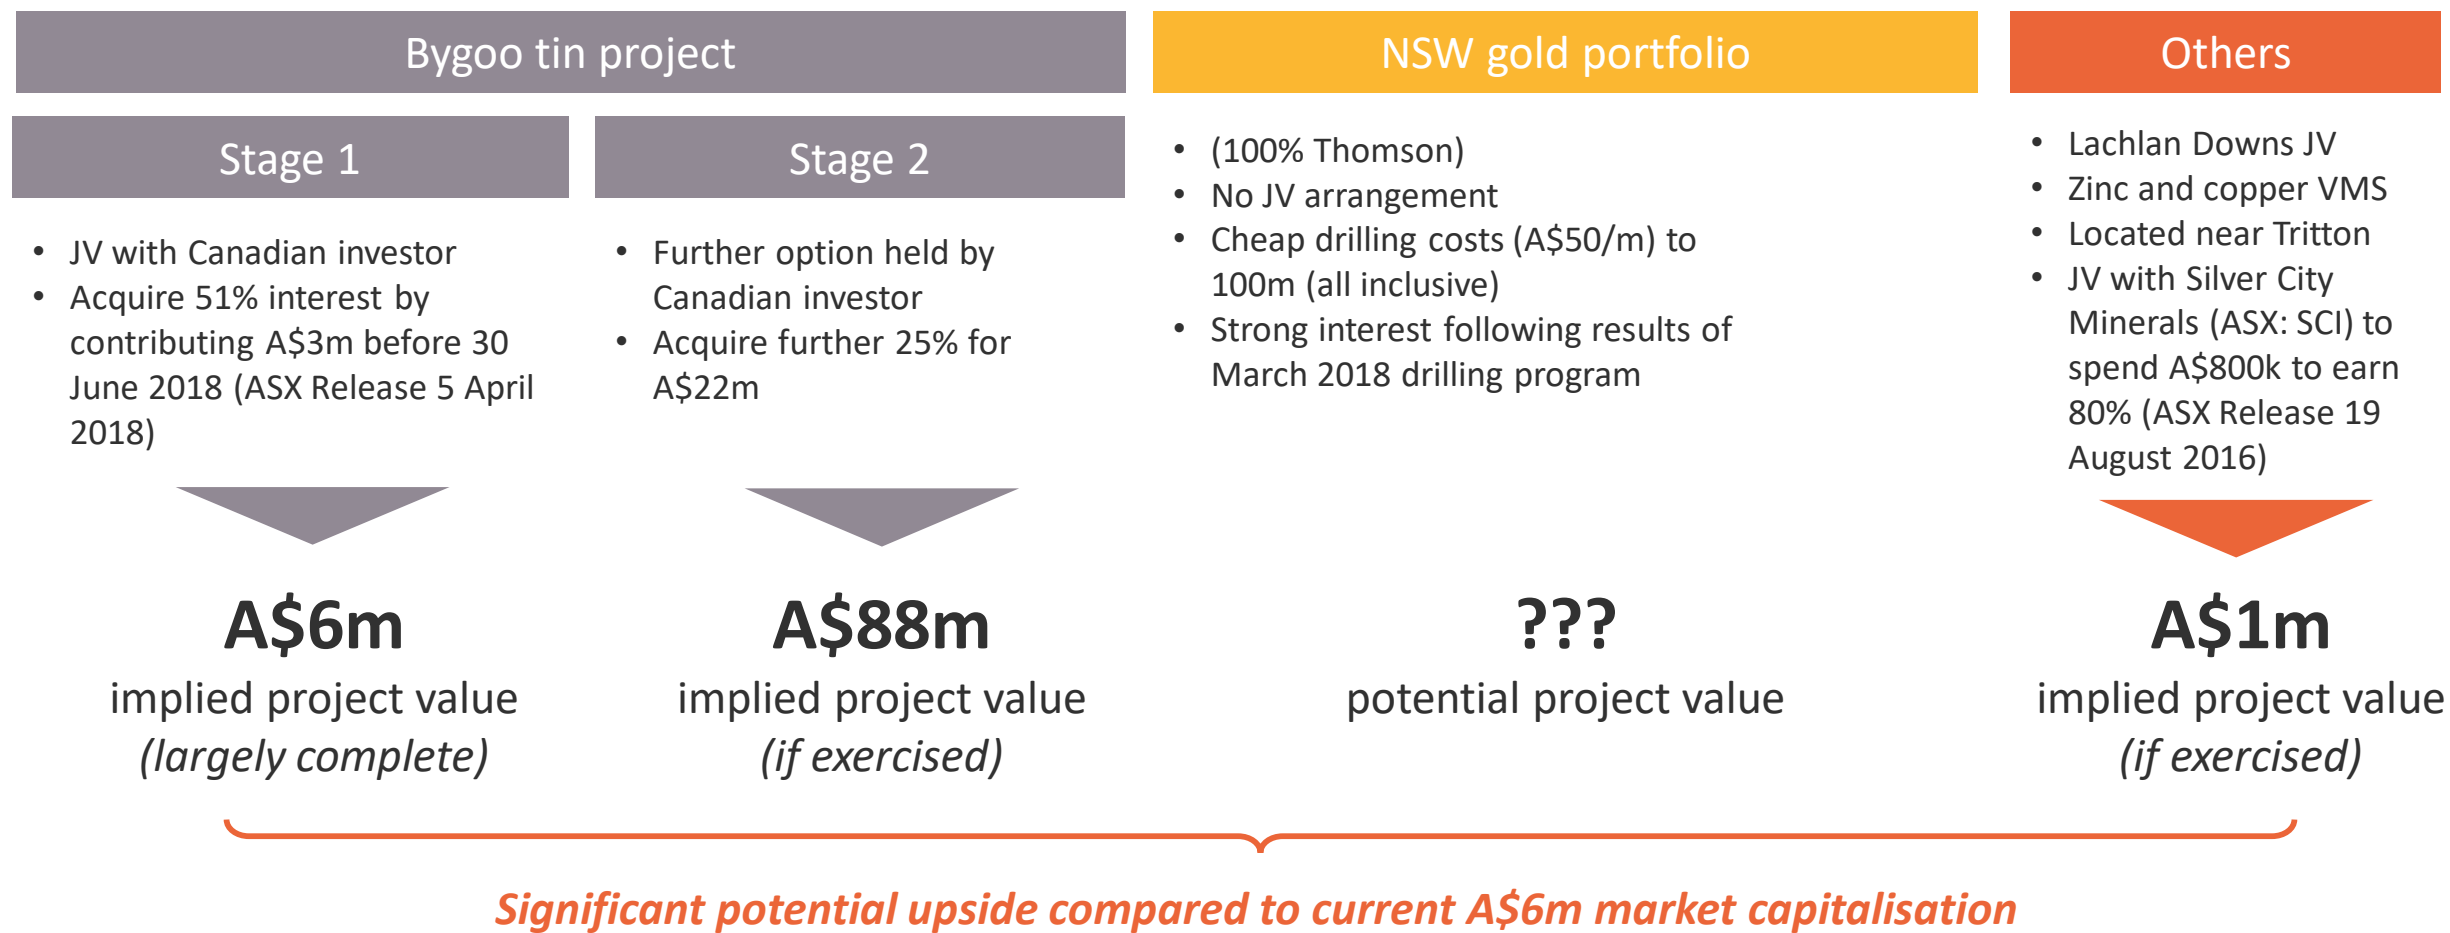 Bygoo tin project
Stage 1
• JV with Canadian investor
• Acquire 51% interest by
contributing A$3m before 30
June 2018 (ASX Release 5 April
2018)
A$6m
implied project value
(largely complete)
Stage 2
• Further option held by
Canadian investor
• Acquire further 25% for
A$22m
A$88m
implied project value
(if exercised)
NSW gold portfolio
• (100% Thomson)
• No JV arrangement
• Cheap drilling costs (A$50/m) to
100m (all inclusive)
• Strong interest following results of
March 2018 drilling program
???
potential project value
Others
• Lachlan Downs JV
• Zinc and copper VMS
• Located near Tritton
• JV with Silver City
Minerals (ASX: SCI) to
spend A$800k to earn
80% (ASX Release 19
August 2016)
A$1m
implied project value
(if exercised)
Significant potential upside compared to current A$6m market capitalisation